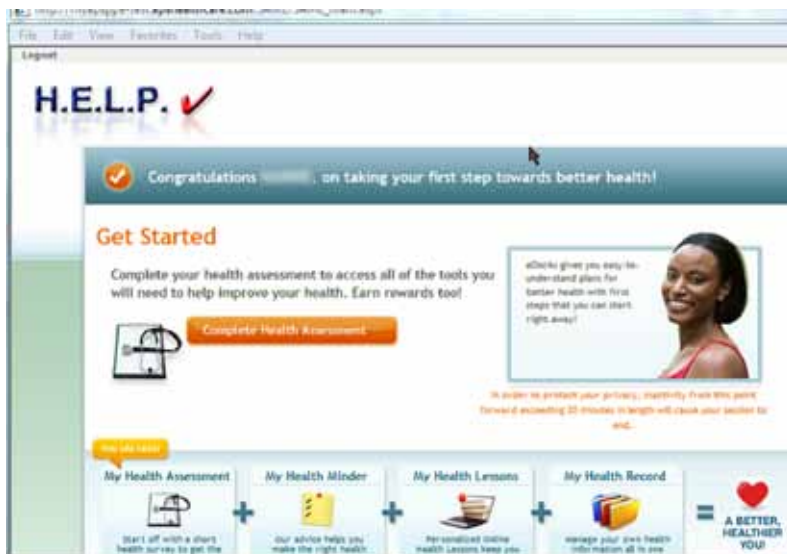 File Edit View Favorites Tools Help
Logout
H.E.L.P.
Congratulations , on taking your first step towards better health!
Get Started
Complete your health assessment to access all of the tools you
will need to help improve your health. Earn rewards too!
Complete Health Assessment
gives you easy-to-
understand plans for
better health with first
steps that you can start
right away!
In order to protect your privacy, inactivity from this point
forward exceeding 20 minutes in length will cause your session to
end.
My Health Assessment
Start off with a short
health survey to get the
My Health Minder
Our advice helps you
make the right health
My Health Lessons
Personalized online
Health Lessons keep you
My Health Record
Manage your own health
information all in one
A BETTER,
HEALTHIER
YOU!